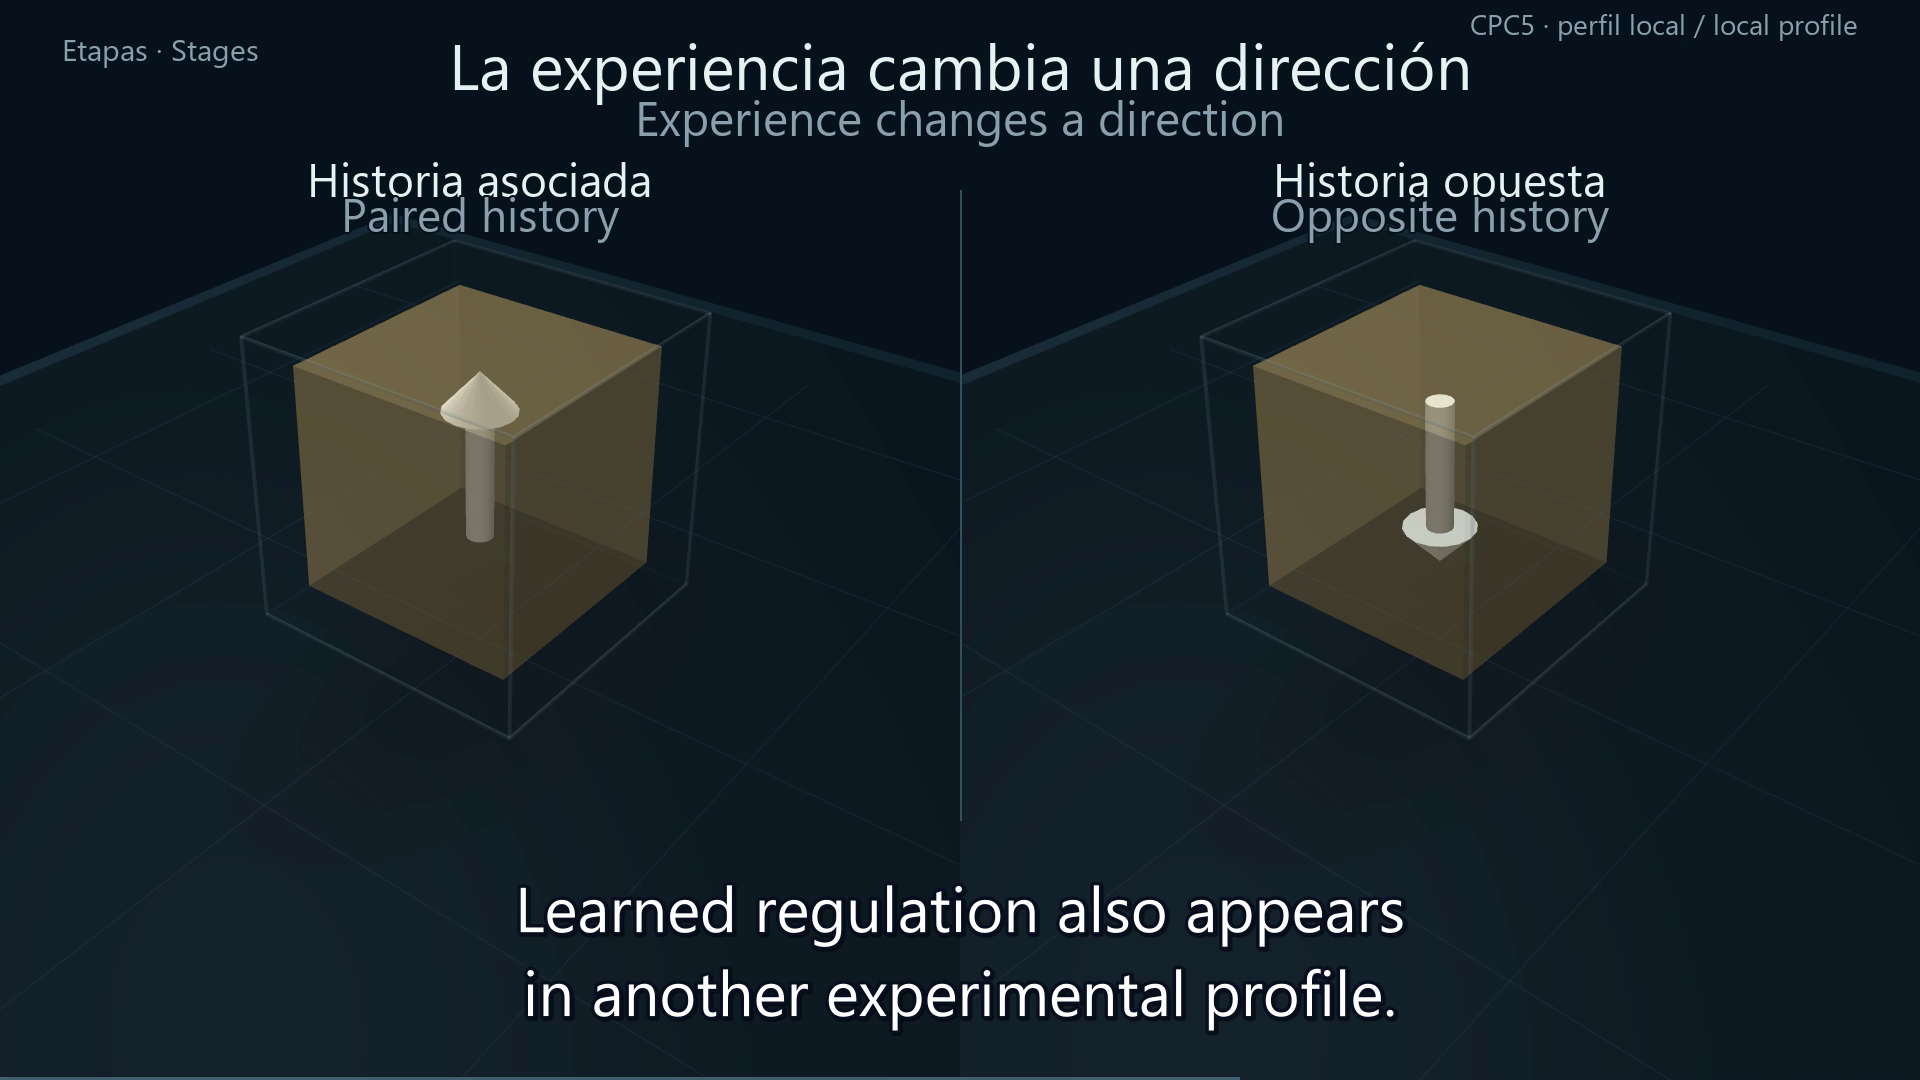 Etapas · Stages
CPC5 · perfil local / local profile
La experiencia cambia una dirección
Experience changes a direction
Historia asociada
Paired history
Historia opuesta
Opposite history
Learned regulation also appears
in another experimental profile.